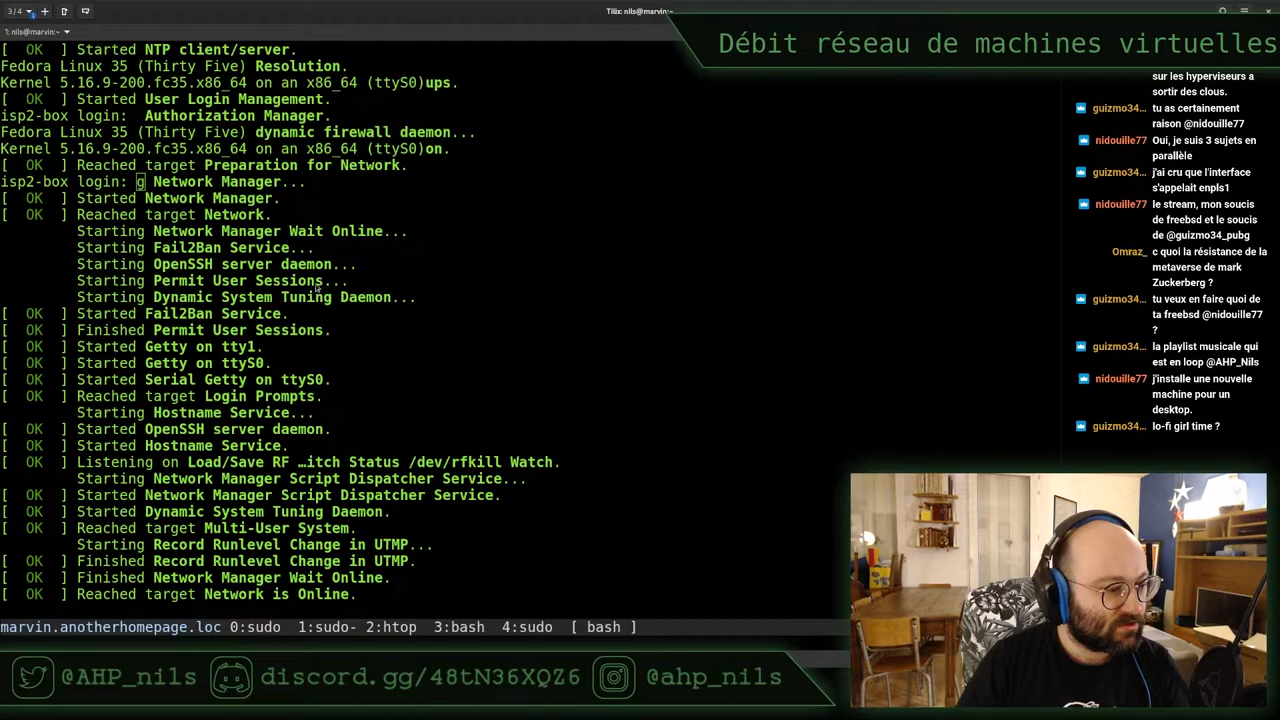 3/4
Tilix: nils@marvin:~
1: nils@marvin:~
Débit réseau de machines virtuelles
[  OK  ] Started NTP client/server.
Fedora Linux 35 (Thirty Five) Resolution.
Kernel 5.16.9-200.fc35.x86_64 on an x86_64 (ttyS0)ups.
[  OK  ] Started User Login Management.
isp2-box login:  Authorization Manager.
Fedora Linux 35 (Thirty Five) dynamic firewall daemon...
Kernel 5.16.9-200.fc35.x86_64 on an x86_64 (ttyS0)on.
[  OK  ] Reached target Preparation for Network.
isp2-box login: g Network Manager...
[  OK  ] Started Network Manager.
[  OK  ] Reached target Network.
Starting Network Manager Wait Online...
Starting Fail2Ban Service...
Starting OpenSSH server daemon...
Starting Permit User Sessions...
Starting Dynamic System Tuning Daemon...
[  OK  ] Started Fail2Ban Service.
[  OK  ] Finished Permit User Sessions.
[  OK  ] Started Getty on tty1.
[  OK  ] Started Getty on ttyS0.
[  OK  ] Started Serial Getty on ttyS0.
[  OK  ] Reached target Login Prompts.
Starting Hostname Service...
[  OK  ] Started OpenSSH server daemon.
[  OK  ] Started Hostname Service.
[  OK  ] Listening on Load/Save RF …itch Status /dev/rfkill Watch.
Starting Network Manager Script Dispatcher Service...
[  OK  ] Started Network Manager Script Dispatcher Service.
[  OK  ] Started Dynamic System Tuning Daemon.
[  OK  ] Reached target Multi-User System.
Starting Record Runlevel Change in UTMP...
[  OK  ] Finished Record Runlevel Change in UTMP.
[  OK  ] Finished Network Manager Wait Online.
[  OK  ] Reached target Network is Online.
marvin.anotherhomepage.loc 0:sudo  1:sudo- 2:htop  3:bash  4:sudo  [ bash ]
sur les hyperviseurs a
sortir des clous.
guizmo34... tu as certainement
raison @nidouille77
nidouille77 Oui, je suis 3 sujets en
parallèle
guizmo34... j'ai cru que l'interface
s'appelait enpls1
nidouille77 le stream, mon soucis
de freebsd et le soucis
de @guizmo34_pubg
Omraz_ c quoi la résistance de la
metaverse de mark
Zuckerberg ?
guizmo34... tu veux en faire quoi de
ta freebsd @nidouille77
?
guizmo34... la playlist musicale qui
est en loop @AHP_Nils
nidouille77 j'installe une nouvelle
machine pour un
desktop.
guizmo34... lo-fi girl time ?
@AHP_nils
discord.gg/48tN36XQZ6
@ahp_nils